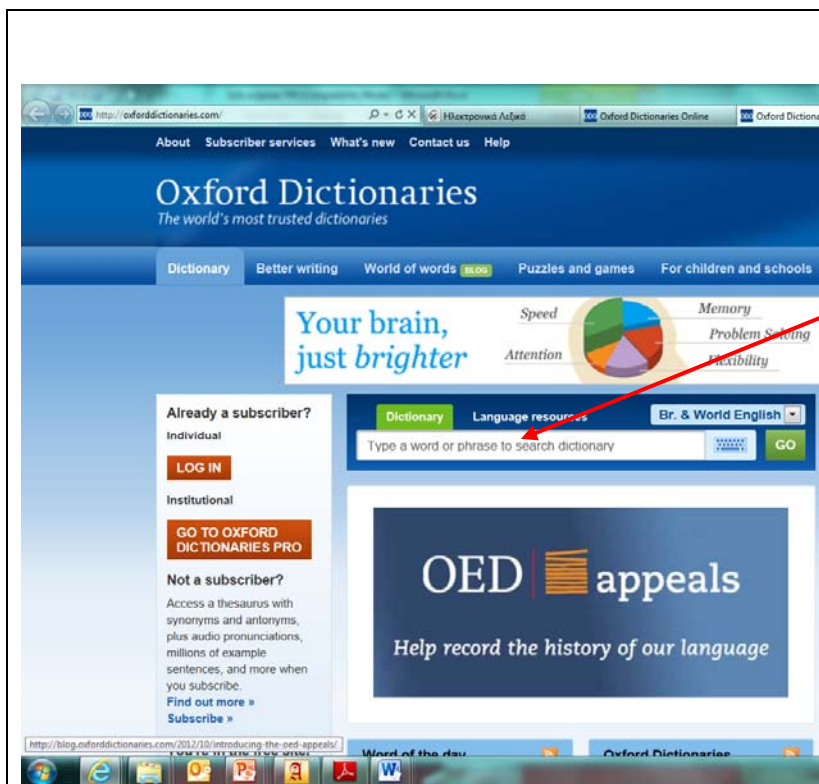 http://oxforddictionaries.com/
Ηλεκτρονικά Λεξικά
Oxford Dictionaries Online
Oxford Dictiona
About Subscriber services What's new Contact us Help
Oxford Dictionaries
The world's most trusted dictionaries
Dictionary Better writing World of words BLOG Puzzles and games For children and schools
Your brain,
just brighter
Speed
Attention
Memory
Problem Solving
Flexibility
Already a subscriber?
Individual
LOG IN
Institutional
GO TO OXFORD
DICTIONARIES PRO
Not a subscriber?
Access a thesaurus with
synonyms and antonyms,
plus audio pronunciations,
millions of example
sentences, and more when
you subscribe.
Find out more »
Subscribe »
Dictionary Language resources Br. & World English
Type a word or phrase to search dictionary GO
OED appeals
Help record the history of our language
http://blog.oxforddictionaries.com/2012/10/introducing-the-oed-appeals/
You're in the free site:
Word of the day
Oxford Dictionaries